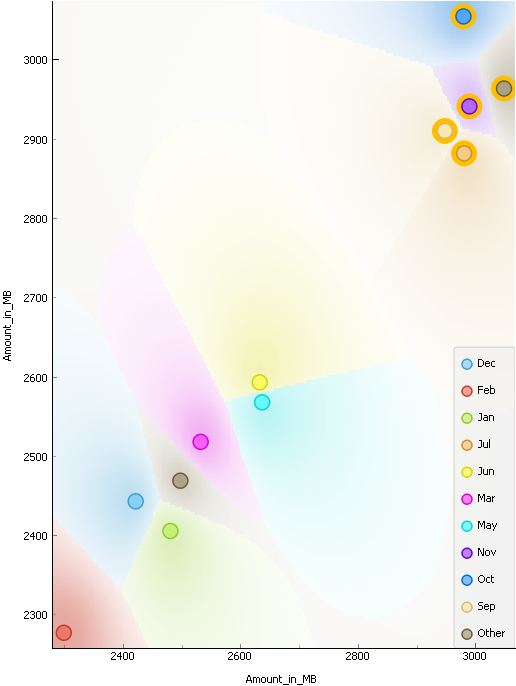 3000
2900
2800
2700
2600
2500
2400
2300
Amount_in_MB
2400 2600 2800 3000
Amount_in_MB
Dec
Feb
Jan
Jul
Jun
Mar
May
Nov
Oct
Sep
Other